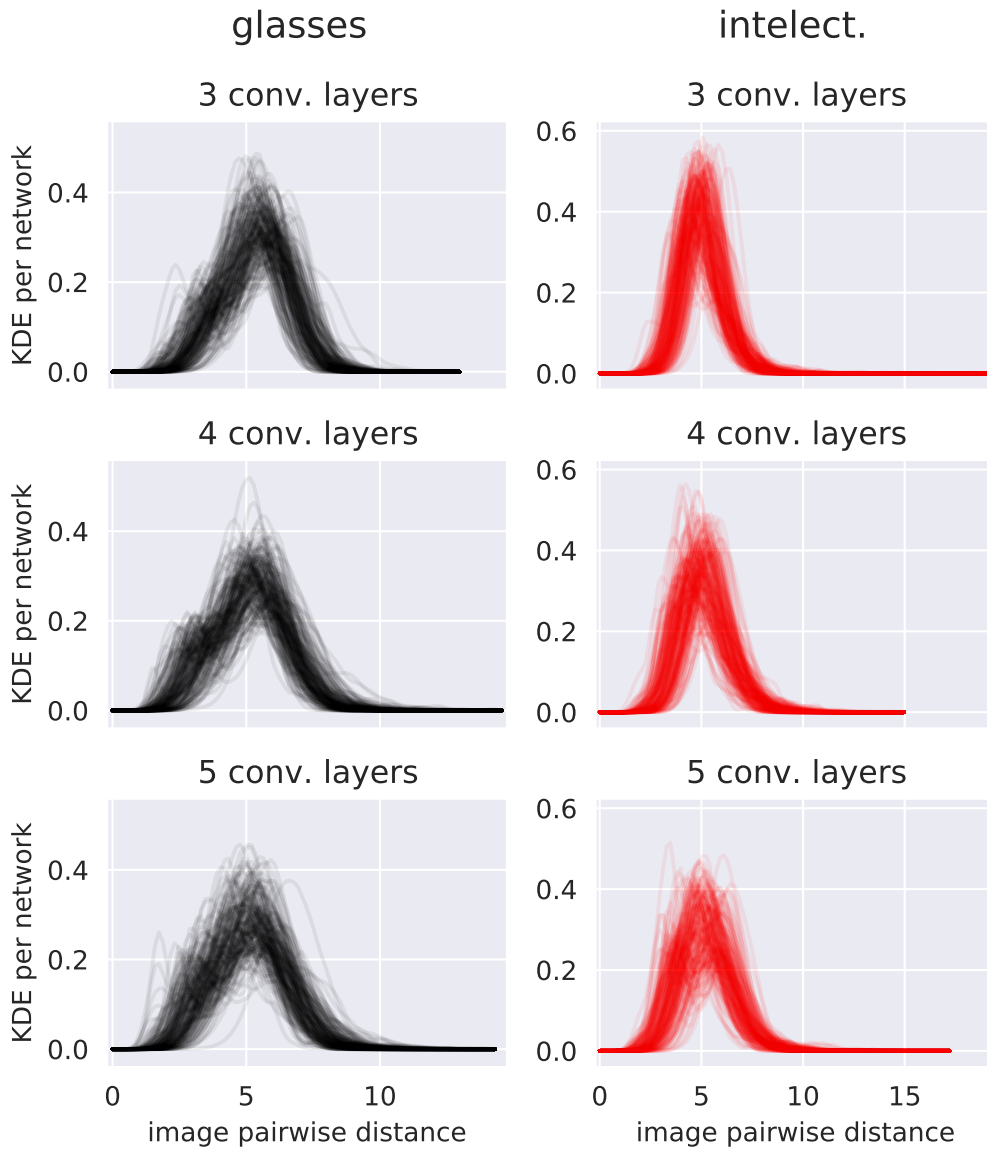 glasses intelect.
3 conv. layers 3 conv. layers
KDE per network
0.4
0.2
0.0
0.6
0.4
0.2
0.0
4 conv. layers 4 conv. layers
KDE per network
0.4
0.2
0.0
0.6
0.4
0.2
0.0
5 conv. layers 5 conv. layers
KDE per network
0.4
0.2
0.0
0.6
0.4
0.2
0.0
0 5 10 0 5 10 15
image pairwise distance image pairwise distance